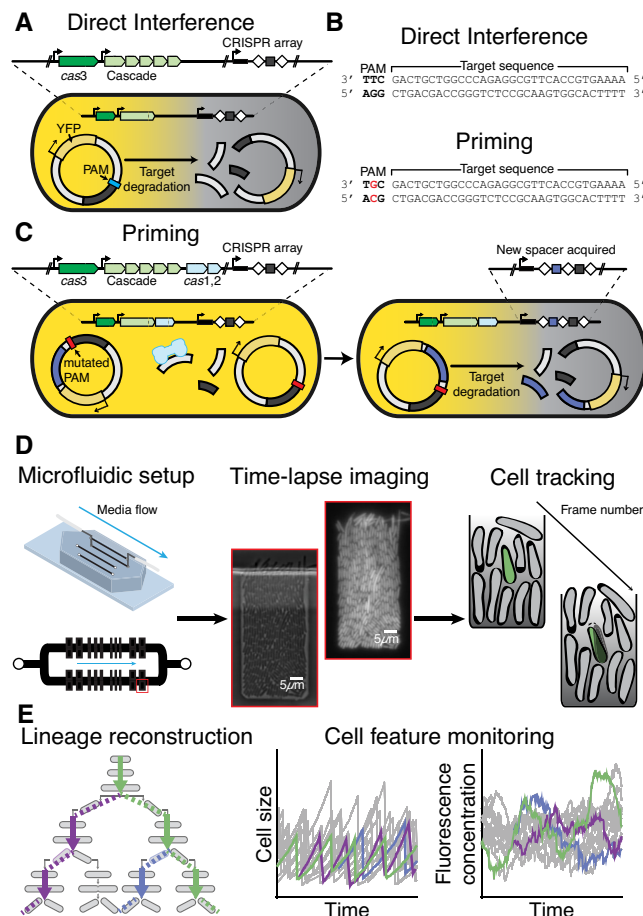 A
Direct Interference
CRISPR array
cas3
Cascade
YFP
PAM
Target
degradation
B
Direct Interference
PAM
Target sequence
3' TTC GACTGCTGGCCCAGAGGCGTTCACCGTGAAAA 5'
5' AGG CTGACGACCGGGTCTCCGCAAGTGGCACTTTT 3'
Priming
PAM
Target sequence
3' TGC GACTGCTGGCCCAGAGGCGTTCACCGTGAAAA 5'
5' ACG CTGACGACCGGGTCTCCGCAAGTGGCACTTTT 3'
C
Priming
CRISPR array
cas3
Cascade
cas1,2
mutated
PAM
New spacer acquired
Target
degradation
D
Microfluidic setup
Media flow
Time-lapse imaging
5µm
5µm
Cell tracking
Frame number
E
Lineage reconstruction
Cell feature monitoring
Cell size
Time
Fluorescence
concentration
Time